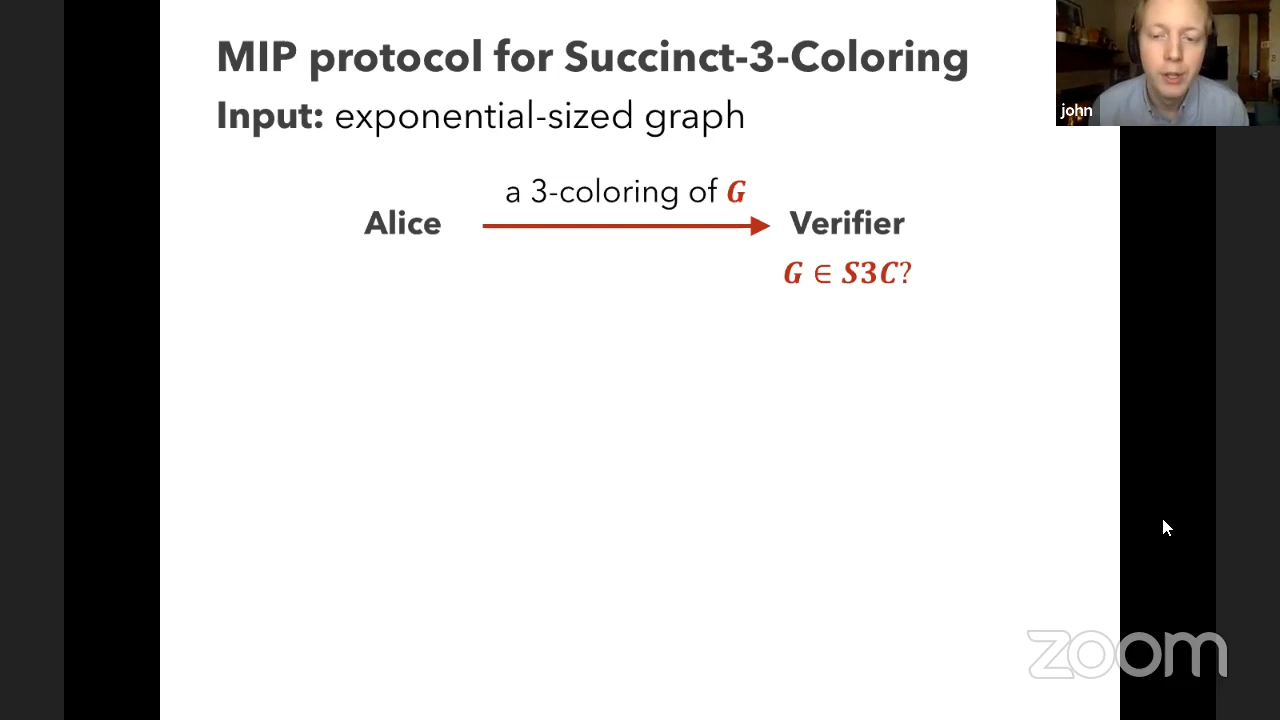 MIP protocol for Succinct-3-Coloring
Input: exponential-sized graph
john
a 3-coloring of G
Alice
Verifier
G ∈ S3C?
zoom